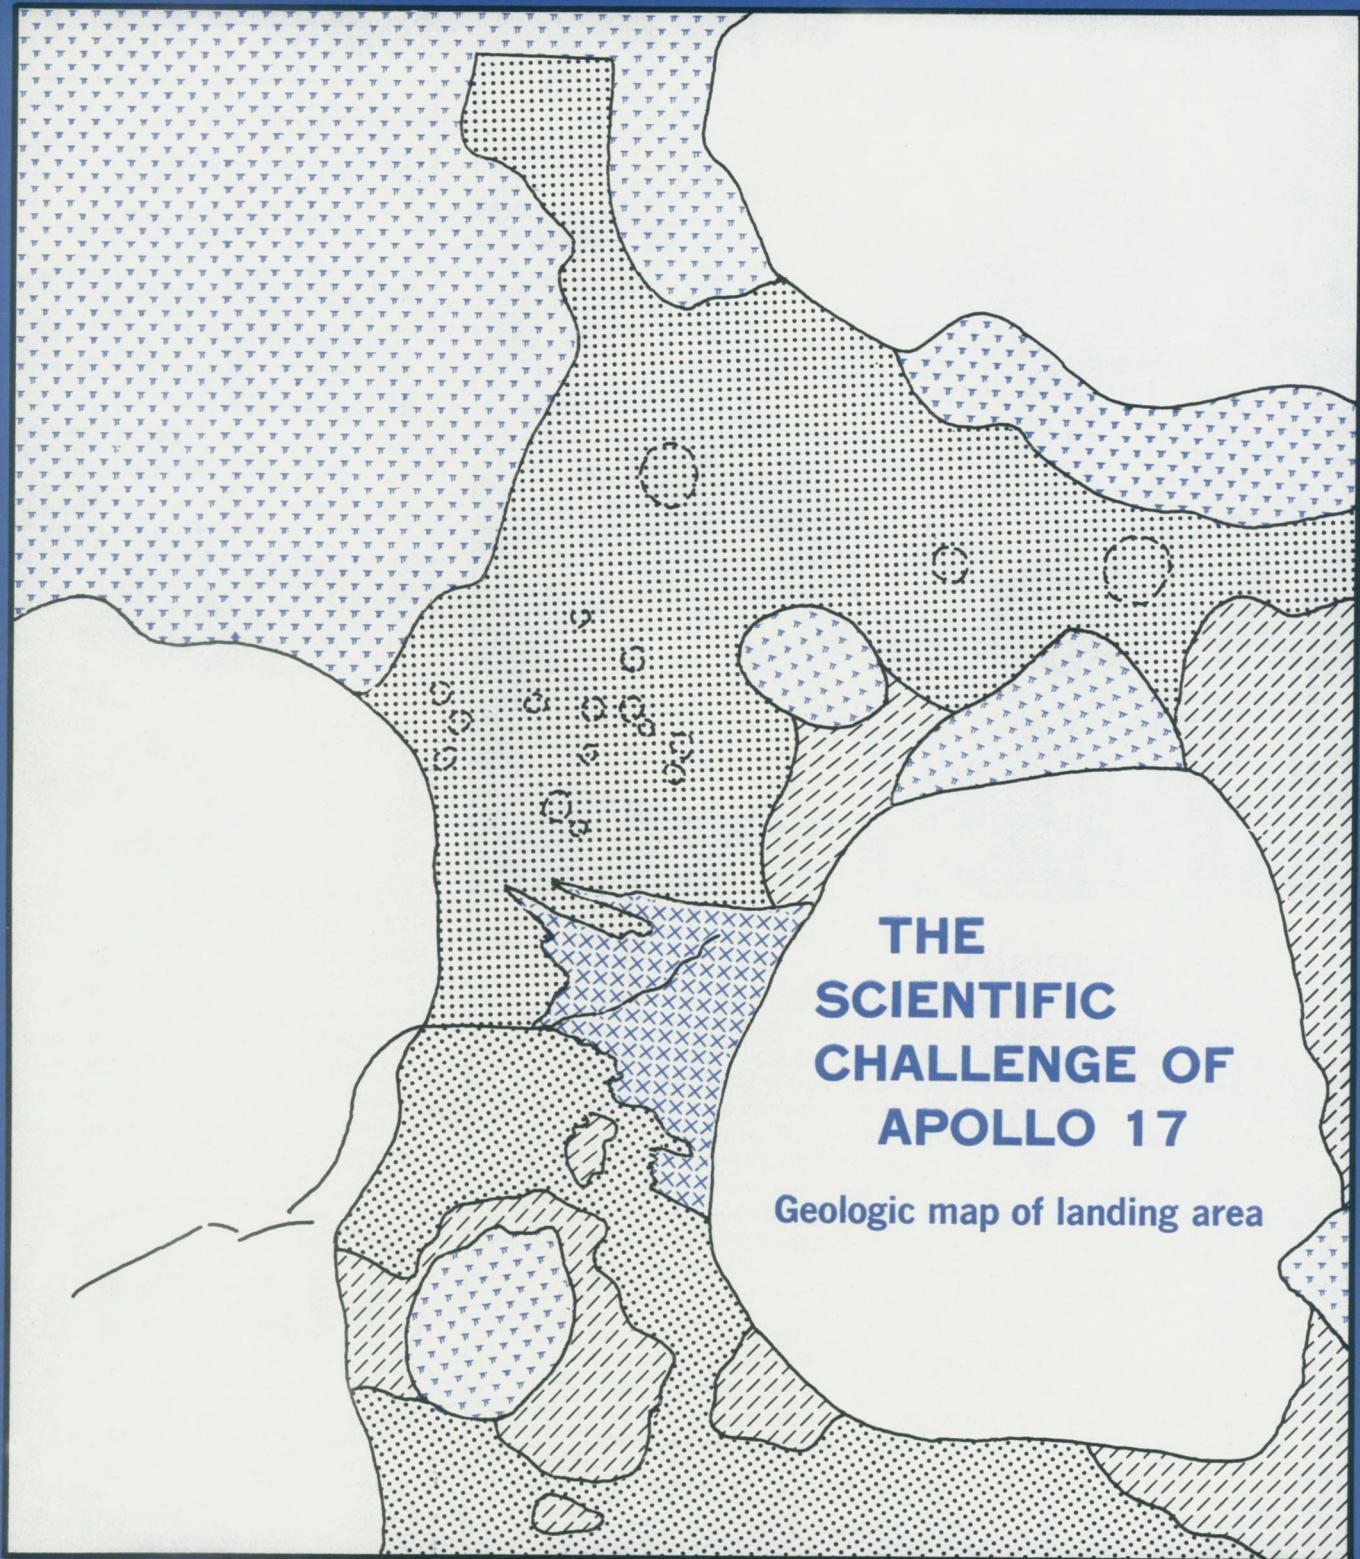 THE
SCIENTIFIC
CHALLENGE OF
APOLLO 17
Geologic map of landing area